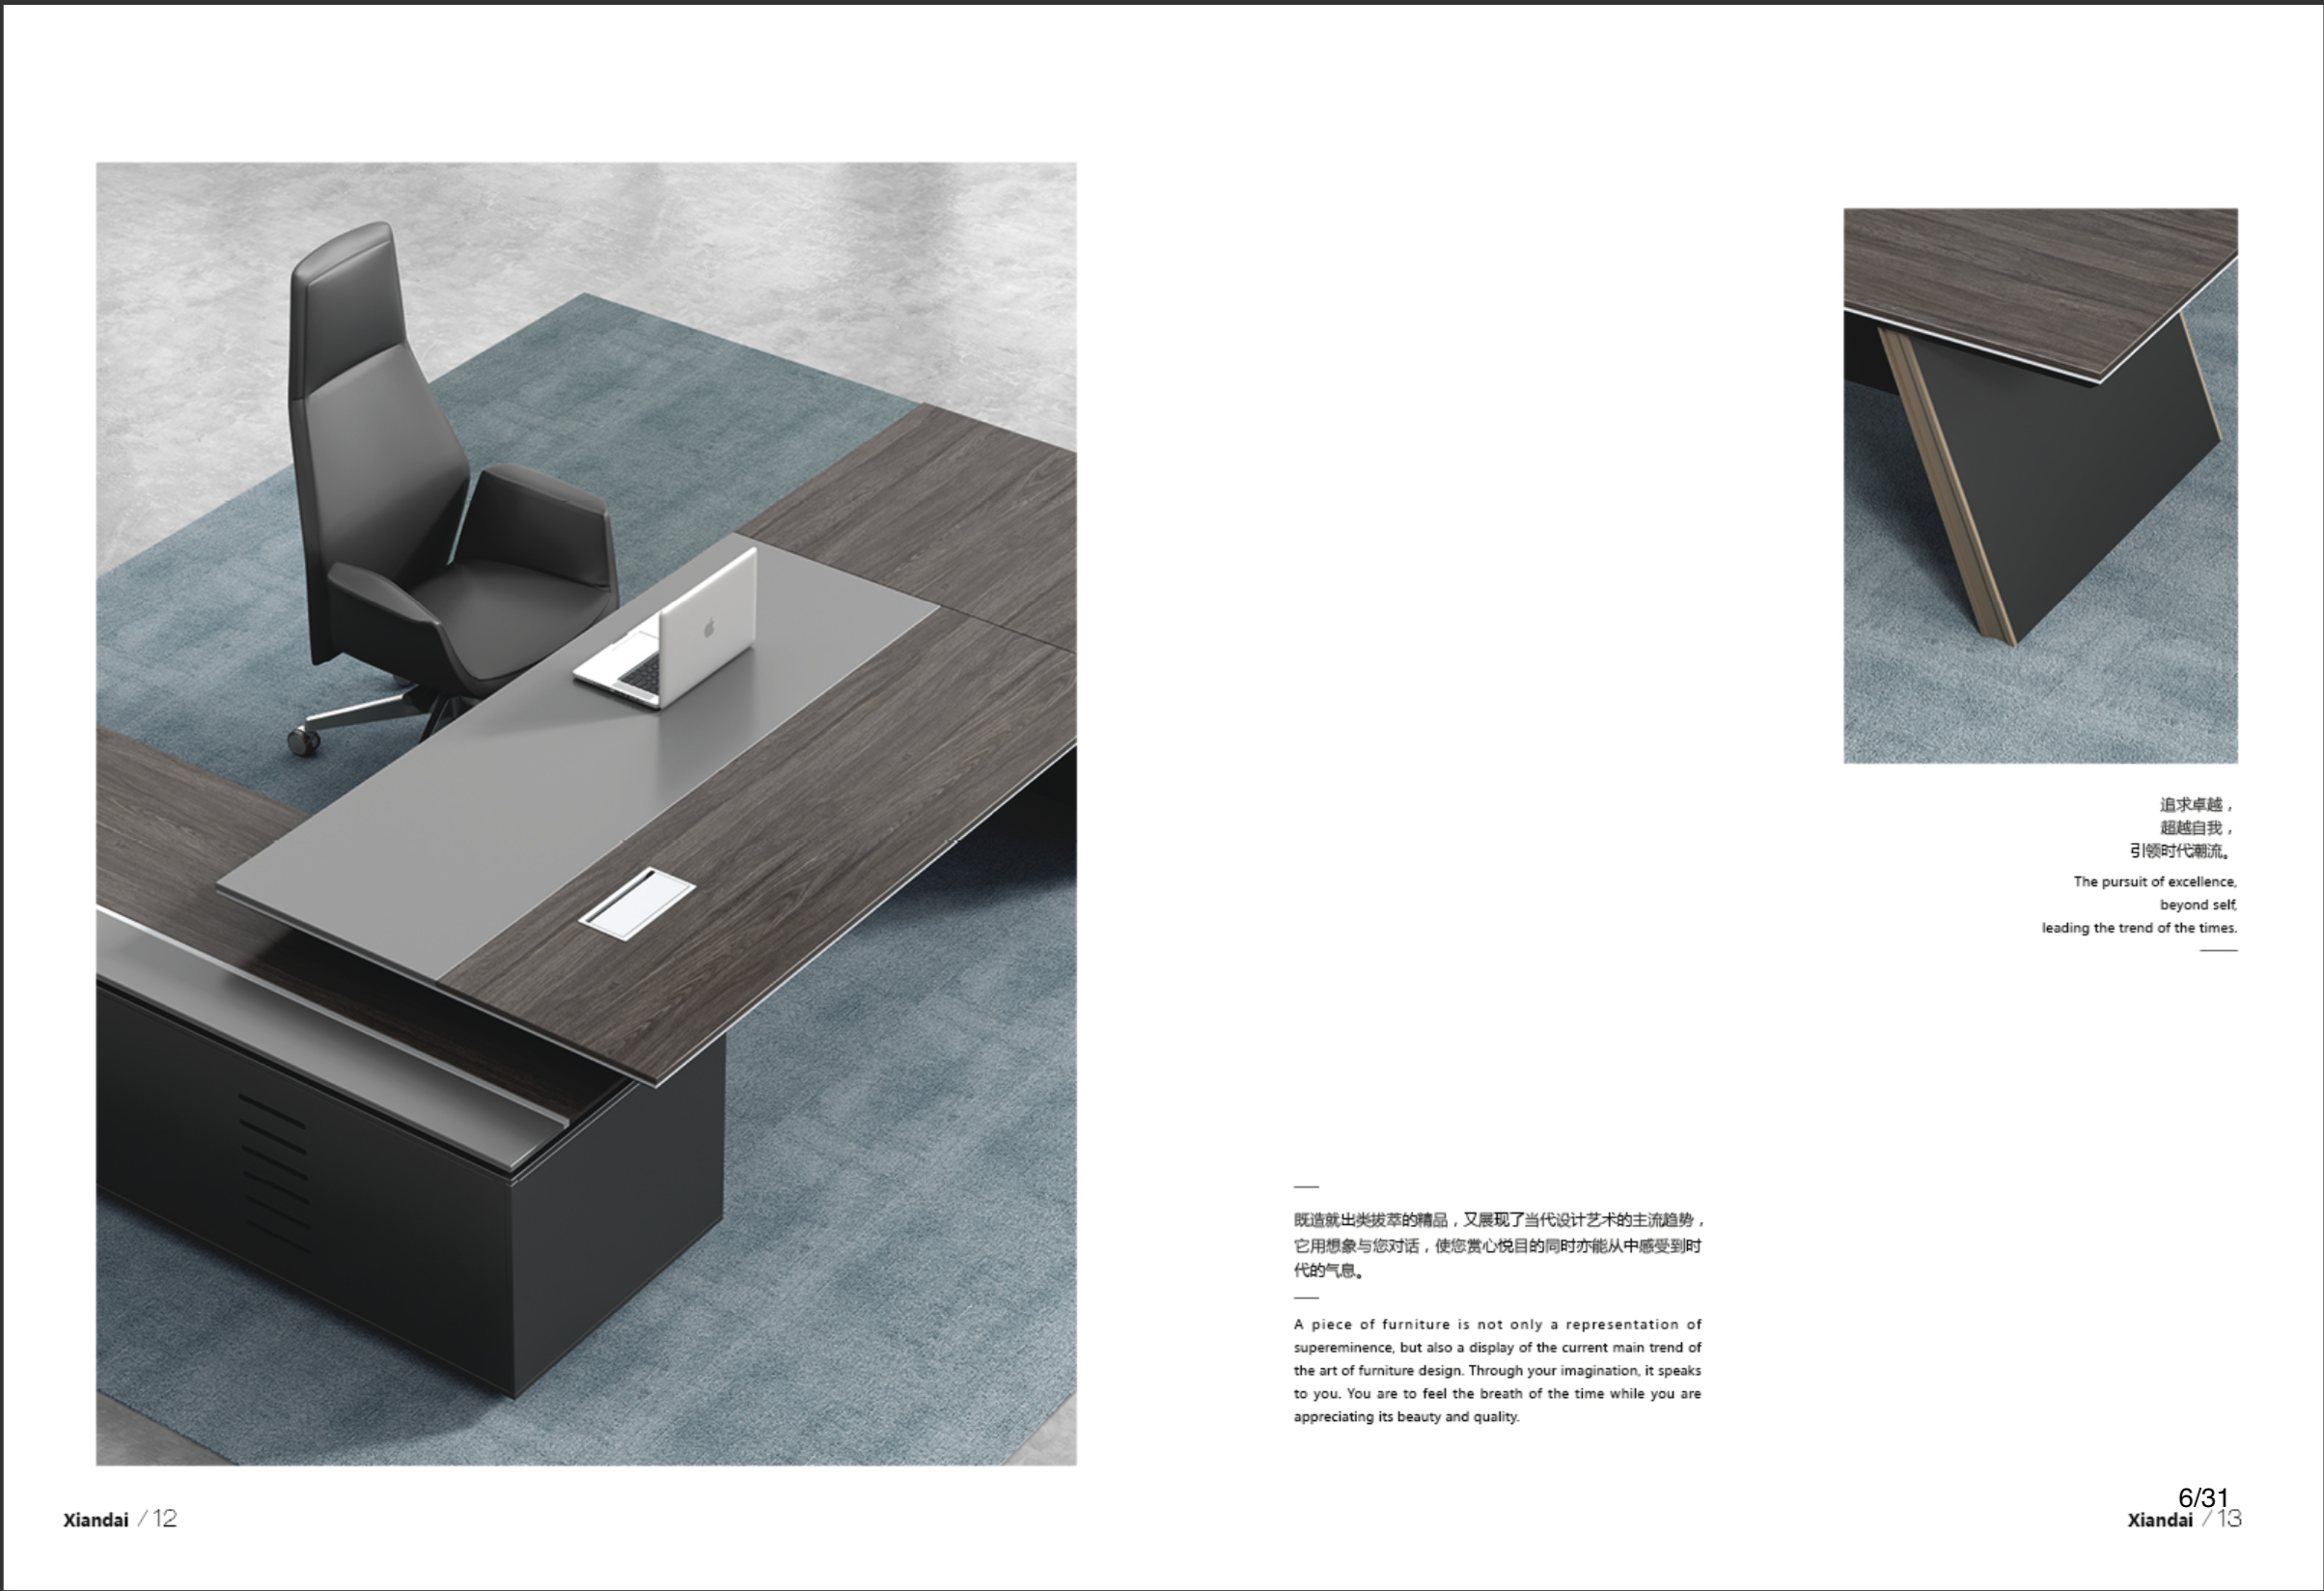 追求卓越，
超越自我，
引领时代潮流。
The pursuit of excellence,
beyond self,
leading the trend of the times.
既造就出类拔萃的精品，又展现了当代设计艺术的主流趋势，
它用想象与您对话，使您赏心悦目的同时亦能从中感受到时
代的气息。
A piece of furniture is not only a representation of
supereminence, but also a display of the current main trend of
the art of furniture design. Through your imagination, it speaks
to you. You are to feel the breath of the time while you are
appreciating its beauty and quality.
Xiandai / 12
6/31
Xiandai / 13